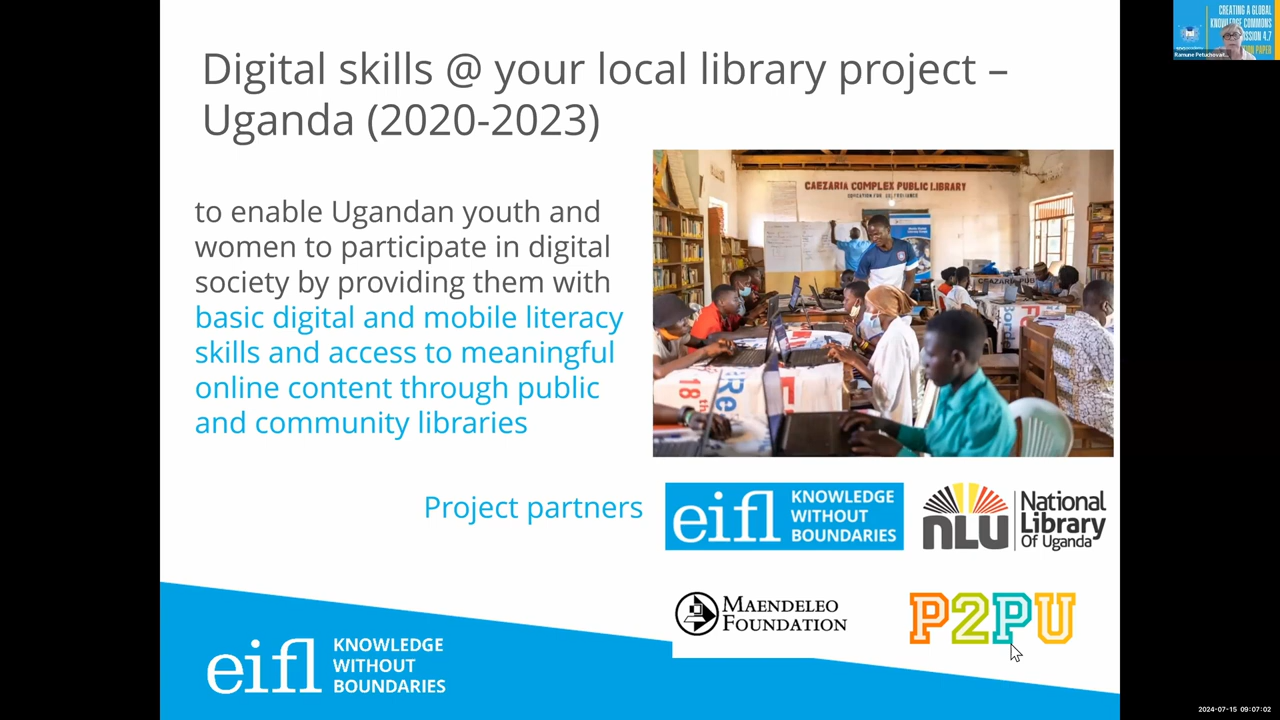 Digital skills @ your local library project –
Uganda (2020-2023)
to enable Ugandan youth and
women to participate in digital
society by providing them with
basic digital and mobile literacy
skills and access to meaningful
online content through public
and community libraries
CAEZARIA COMPLEX PUBLIC LIBRARY
Project partners
eifl KNOWLEDGE
WITHOUT
BOUNDARIES
NLU National
Library
Of Uganda
MAENDELEO
FOUNDATION
P2PU
eifl KNOWLEDGE
WITHOUT
BOUNDARIES
CREATING A GLOBAL
2024-07-15 09:07:02